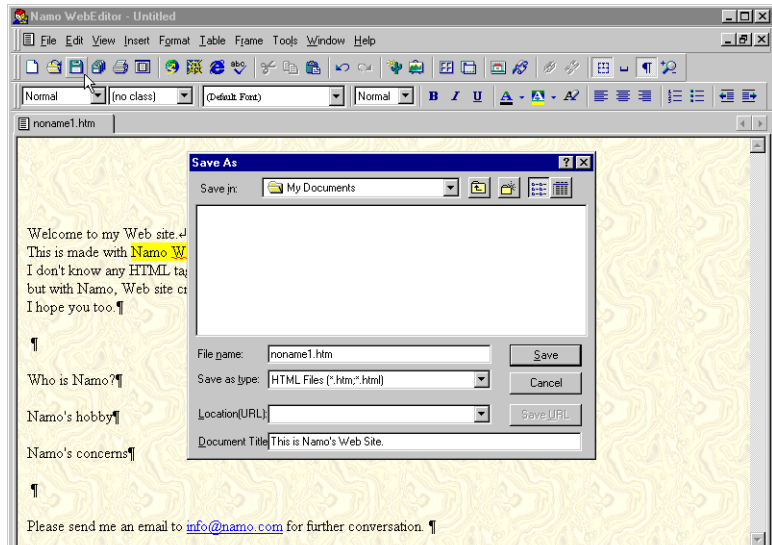 Namo WebEditor - Untitled
File Edit View Insert Format Table Frame Tools Window Help
Normal (no class) (Default Font) Normal B I U A A A
noname1.htm
Save As
Save in: My Documents
Welcome to my Web site.↵
This is made with Namo W
I don't know any HTML tag
but with Namo, Web site cr
I hope you too.¶
¶
File name: noname1.htm Save
Save as type: HTML Files (*.htm;*.html) Cancel
Location(URL): Save URL
Document Title This is Namo's Web Site.
Who is Namo?¶
Namo's hobby¶
Namo's concerns¶
¶
Please send me an email to info@namo.com for further conversation. ¶